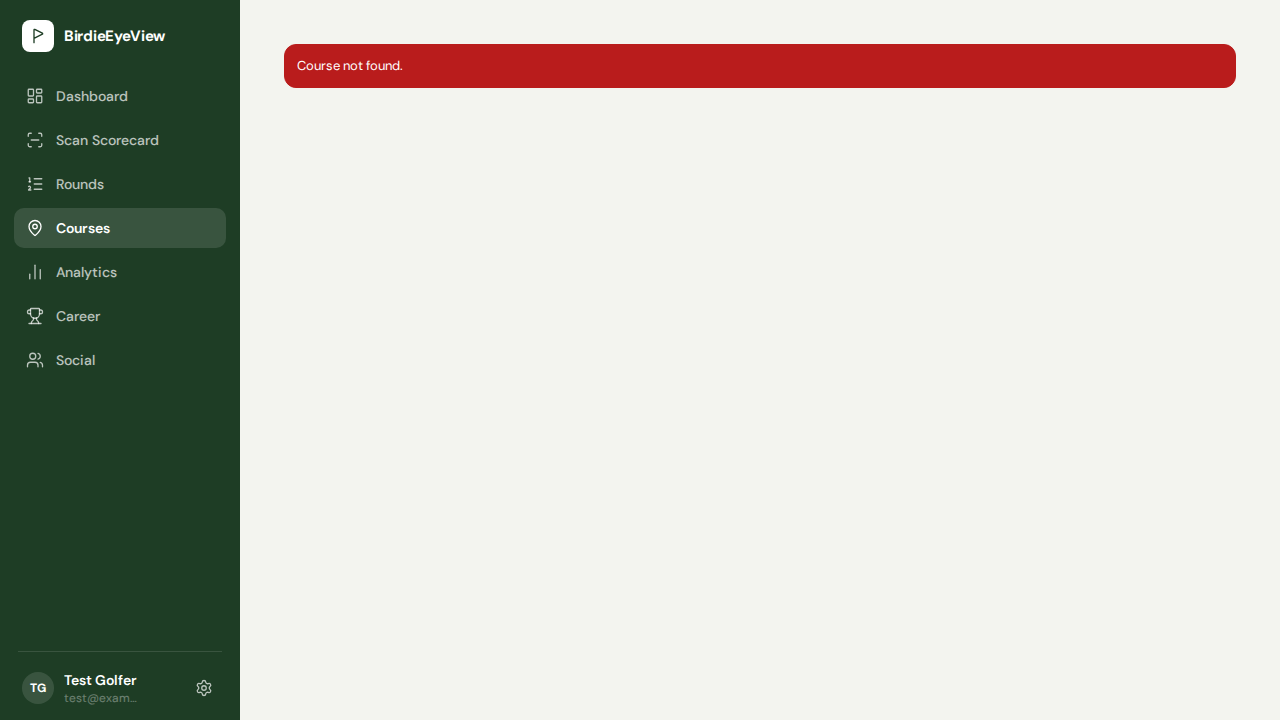 BirdieEyeView
Dashboard
Scan Scorecard
Rounds
Courses
Analytics
Career
Social
TG
Test Golfer
test@exam...
Course not found.